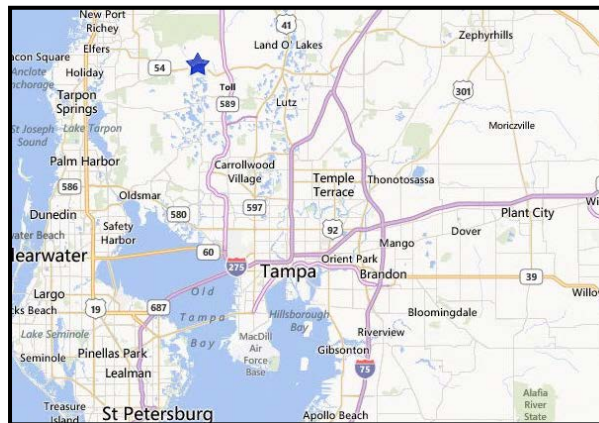 New Port
Richey
41
Zephyrhills
Elfers
Land O' Lakes
acon Square
Anclote
Anchorage
Holiday
54
Toll
589
301
Tarpon
Springs
Lutz
St Joseph
Sound
Lake Tarpon
Moriczville
Palm Harbor
Carrollwood
Village
Temple
Terrace
Thonotosassa
586
Oldsmar
597
580
Dunedin
Plant City
Wi
Safety
Harbor
92
Dover
water Beach
Mango
60
Orient Park
learwater
275
Tampa
Brandon
39
Largo
Old
Tampa
Bay
Willow
cks Beach
19
687
Hillsborough
Bay
Bloomingdale
Lake Seminole
MacDill
Air
Force
Base
Riverview
Seminole
Pinellas Park
Gibsonton
Lealman
75
Treasure
Island
St Petersburg
Apollo Beach
Alafia
River
State